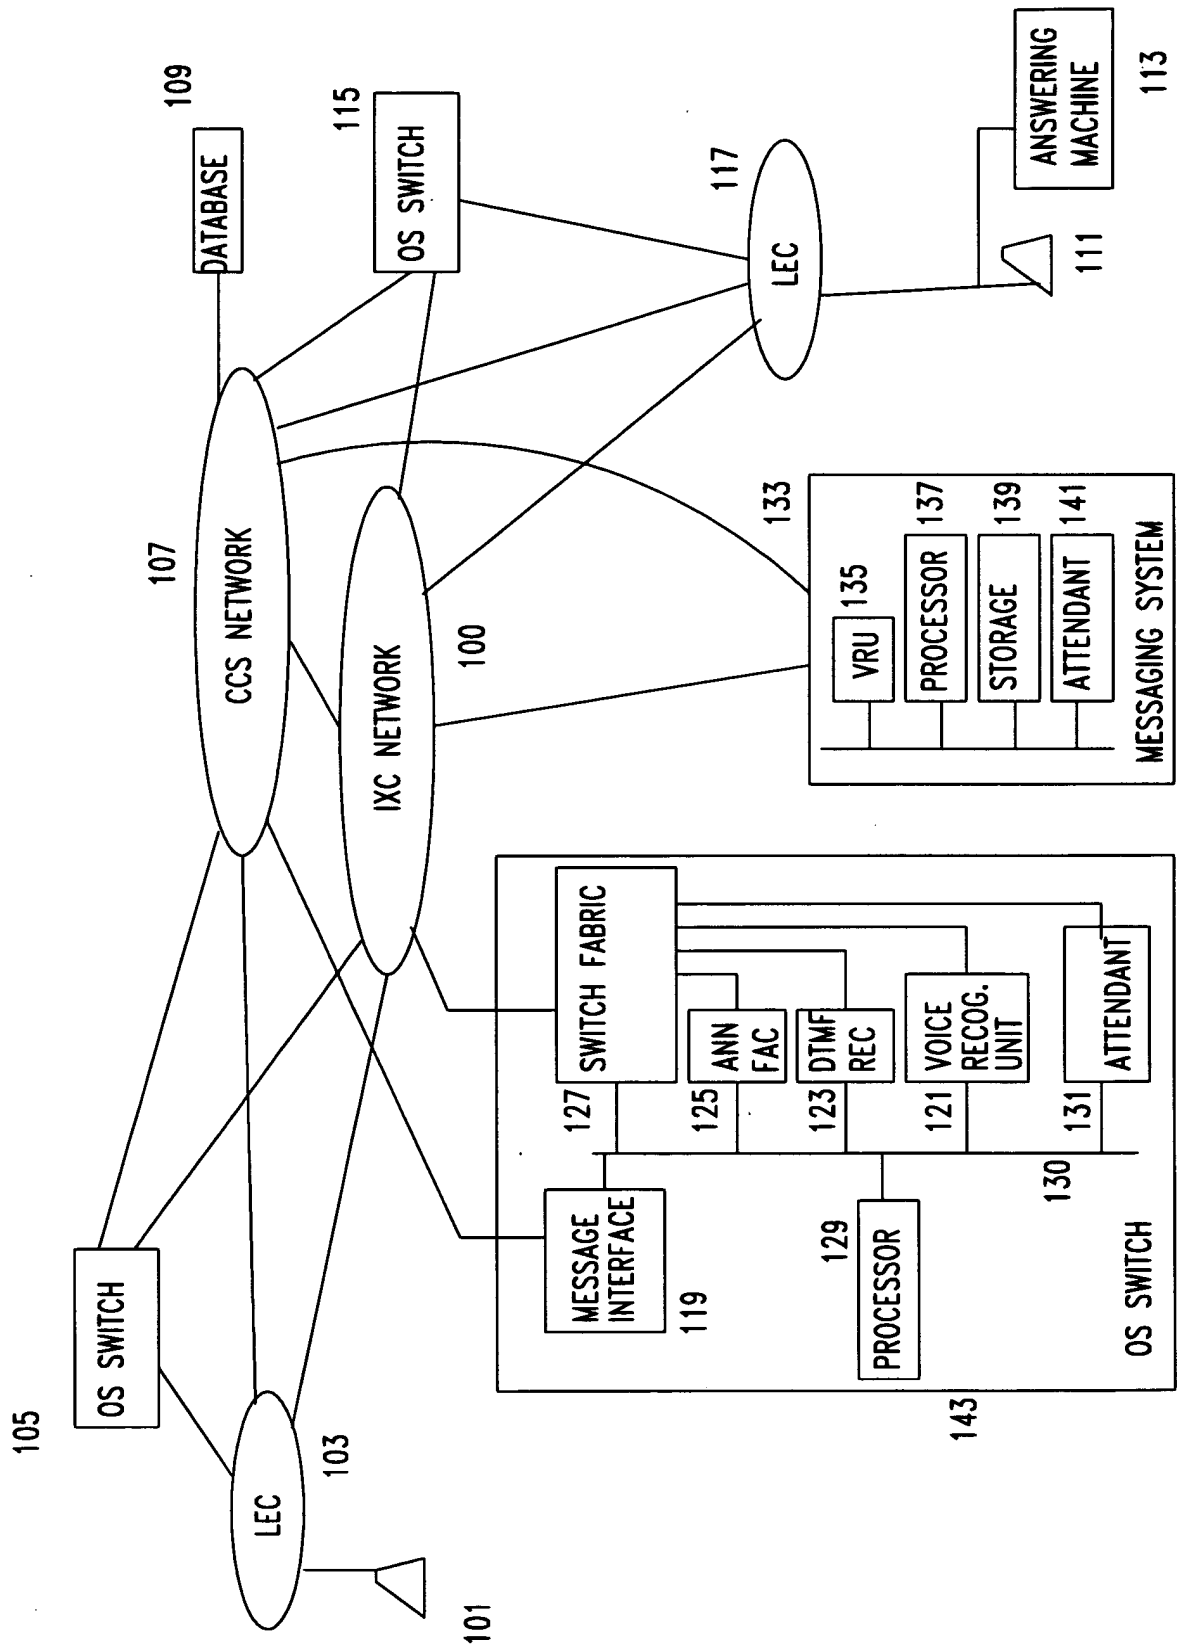 105
OS SWITCH
LEC
103
101
107
CCS NETWORK
DATABASE
109
IXC NETWORK
100
OS SWITCH
115
LEC
117
111
ANSWERING
MACHINE
113
127
SWITCH FABRIC
MESSAGE
INTERFACE
119
125
ANN
FAC
123
DTMF
REC
129
PROCESSOR
121
VOICE
RECOG.
UNIT
130
131
ATTENDANT
OS SWITCH
143
133
VRU
135
PROCESSOR
137
STORAGE
139
ATTENDANT
141
MESSAGING SYSTEM